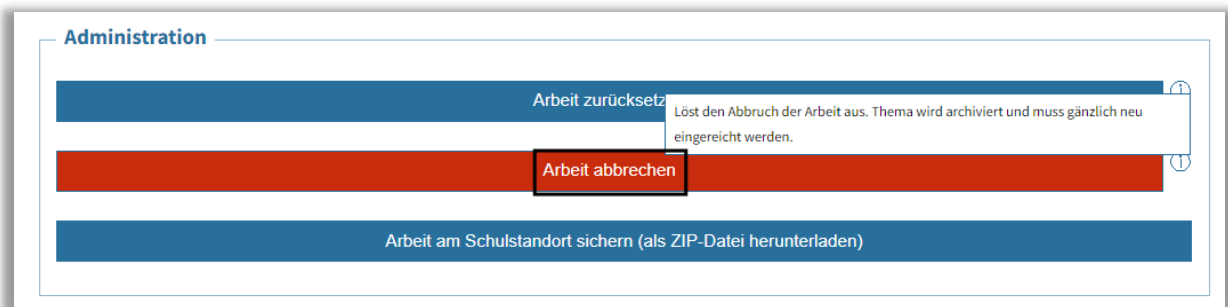 Administration
Arbeit zurücksetz
Löst den Abbruch der Arbeit aus. Thema wird archiviert und muss gänzlich neu
eingereicht werden.
Arbeit abbrechen
Arbeit am Schulstandort sichern (als ZIP-Datei herunterladen)